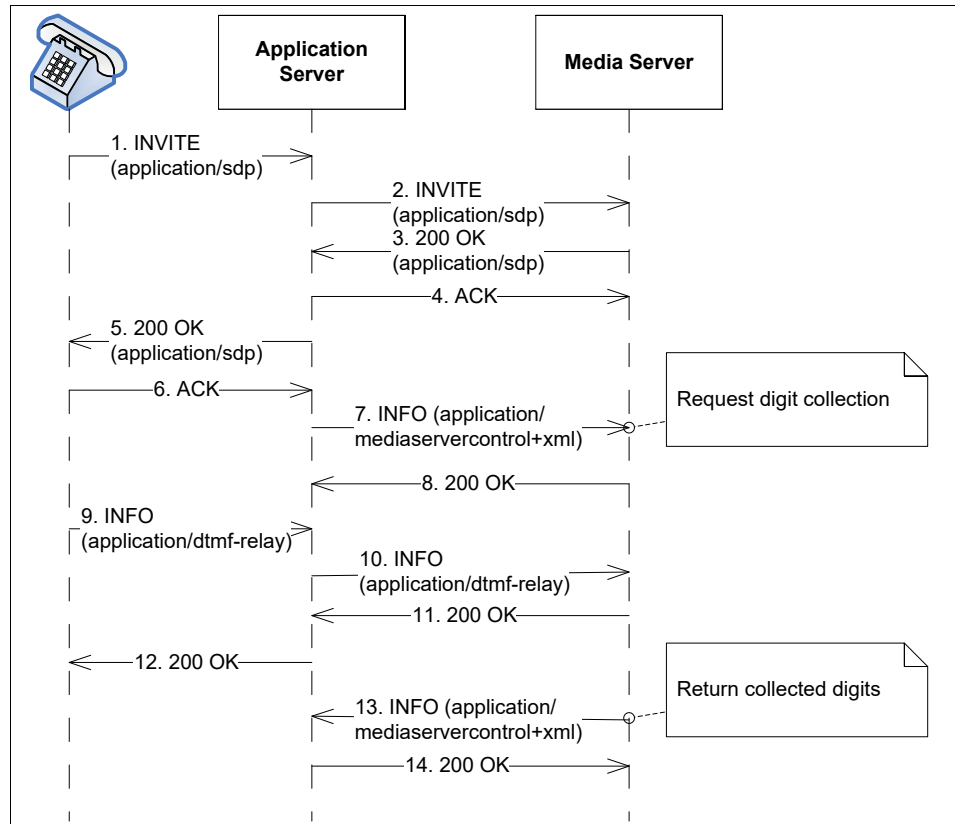 Application
Server
Media Server
1. INVITE
(application/sdp)
2. INVITE
(application/sdp)
3. 200 OK
(application/sdp)
4. ACK
5. 200 OK
(application/sdp)
6. ACK
Request digit collection
7. INFO (application/
mediaservercontrol+xml)
8. 200 OK
9. INFO
(application/dtmf-relay)
10. INFO
(application/dtmf-relay)
11. 200 OK
12. 200 OK
Return collected digits
13. INFO (application/
mediaservercontrol+xml)
14. 200 OK